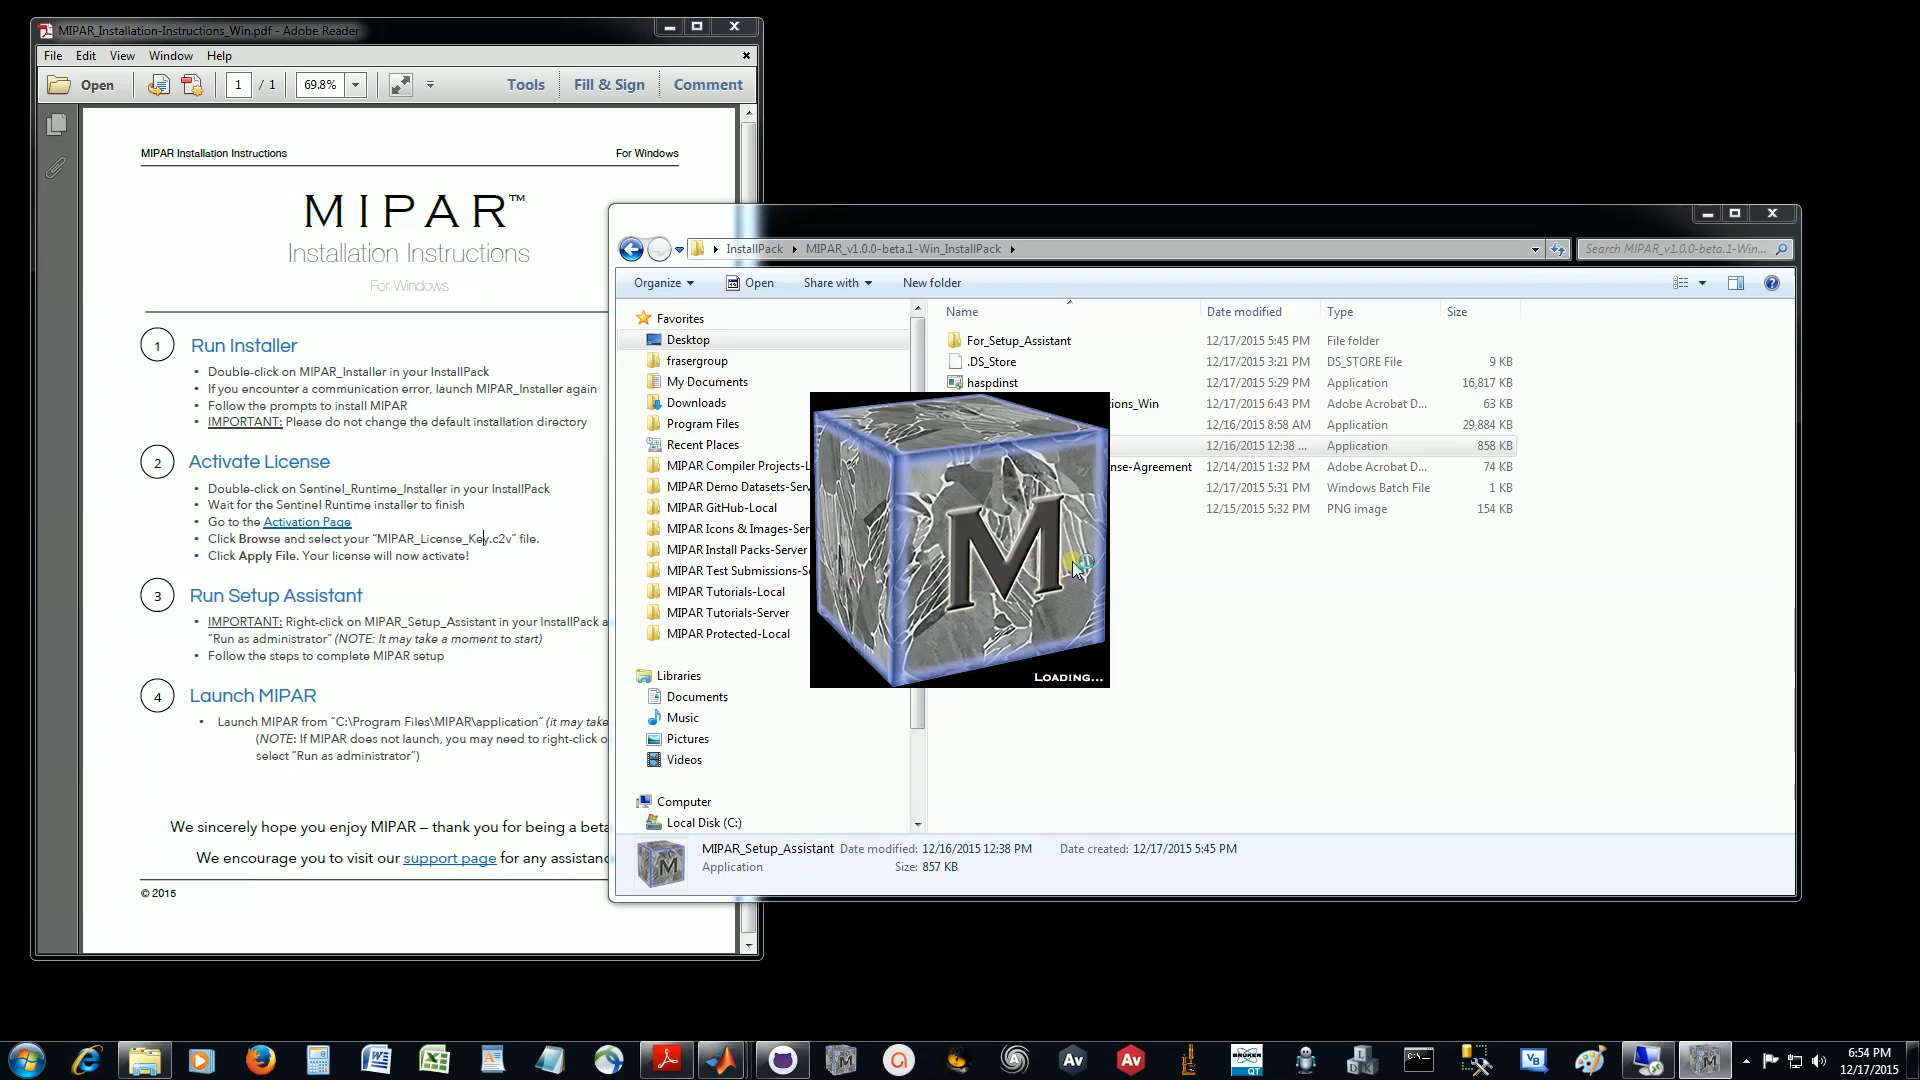 MIPAR_Installation-Instructions_Win.pdf - Adobe Reader
File Edit View Window Help
Open 1 / 1 69.8% Tools Fill & Sign Comment
MIPAR Installation Instructions For Windows
MIPAR™
Installation Instructions
For Windows
1 Run Installer
• Double-click on MIPAR_Installer in your InstallPack
• If you encounter a communication error, launch MIPAR_Installer again
• Follow the prompts to install MIPAR
• IMPORTANT: Please do not change the default installation directory
2 Activate License
• Double-click on Sentinel_Runtime_Installer in your InstallPack
• Wait for the Sentinel Runtime installer to finish
• Go to the Activation Page
• Click Browse and select your “MIPAR_License_Key.c2v” file.
• Click Apply File. Your license will now activate!
3 Run Setup Assistant
• IMPORTANT: Right-click on MIPAR_Setup_Assistant in your InstallPack a
“Run as administrator” (NOTE: It may take a moment to start)
• Follow the steps to complete MIPAR setup
4 Launch MIPAR
• Launch MIPAR from “C:\Program Files\MIPAR\application” (it may take
(NOTE: If MIPAR does not launch, you may need to right-click o
select “Run as administrator”)
We sincerely hope you enjoy MIPAR – thank you for being a beta
We encourage you to visit our support page for any assistanc
© 2015
InstallPack MIPAR_v1.0.0-beta.1-Win_InstallPack Search MIPAR_v1.0.0-beta.1-Win...
Organize Open Share with New folder
Favorites
Desktop
frasergroup
My Documents
Downloads
Program Files
Recent Places
MIPAR Compiler Projects-L
MIPAR Demo Datasets-Serv
MIPAR GitHub-Local
MIPAR Icons & Images-Ser
MIPAR Install Packs-Server
MIPAR Test Submissions-Se
MIPAR Tutorials-Local
MIPAR Tutorials-Server
MIPAR Protected-Local
Libraries
Documents
Music
Pictures
Videos
Computer
Local Disk (C:)
Name Date modified Type Size
For_Setup_Assistant 12/17/2015 5:45 PM File folder
.DS_Store 12/17/2015 3:21 PM DS_STORE File 9 KB
haspdinst 12/17/2015 5:29 PM Application 16,817 KB
ions_Win 12/17/2015 6:43 PM Adobe Acrobat D... 63 KB
12/16/2015 8:58 AM Application 29,884 KB
12/16/2015 12:38 ... Application 858 KB
nse-Agreement 12/14/2015 1:32 PM Adobe Acrobat D... 74 KB
12/17/2015 5:31 PM Windows Batch File 1 KB
12/15/2015 5:32 PM PNG image 154 KB
M
LOADING...
MIPAR_Setup_Assistant Date modified: 12/16/2015 12:38 PM Date created: 12/17/2015 5:45 PM
Application Size: 857 KB
Av Av BRUKER QT C:\ VB
6:54 PM
12/17/2015